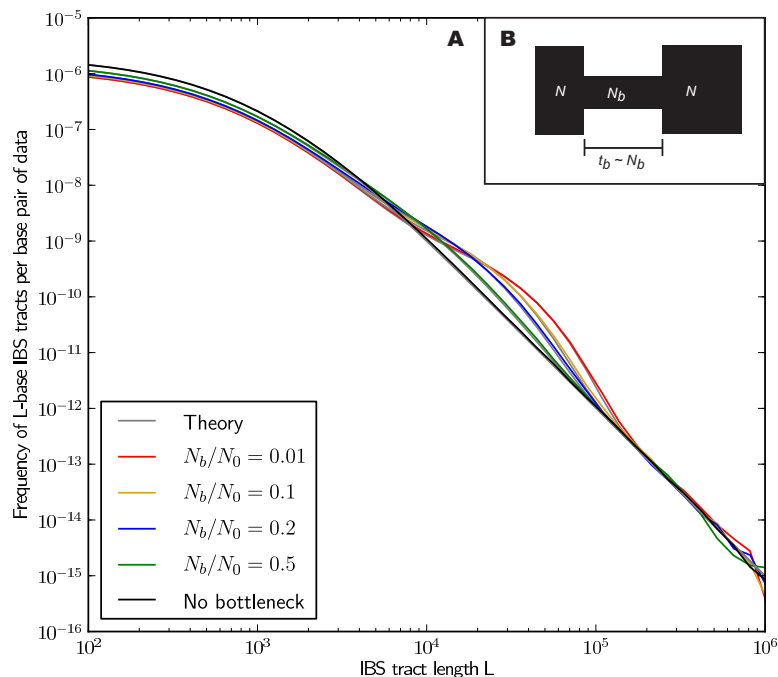 A
B
N
N_b
N
t_b ~ N_b
Frequency of L-base IBS tracts per base pair of data
10^-5
10^-6
10^-7
10^-8
10^-9
10^-10
10^-11
10^-12
10^-13
10^-14
10^-15
10^-16
Theory
N_b/N_0 = 0.01
N_b/N_0 = 0.1
N_b/N_0 = 0.2
N_b/N_0 = 0.5
No bottleneck
10^2
10^3
10^4
10^5
10^6
IBS tract length L